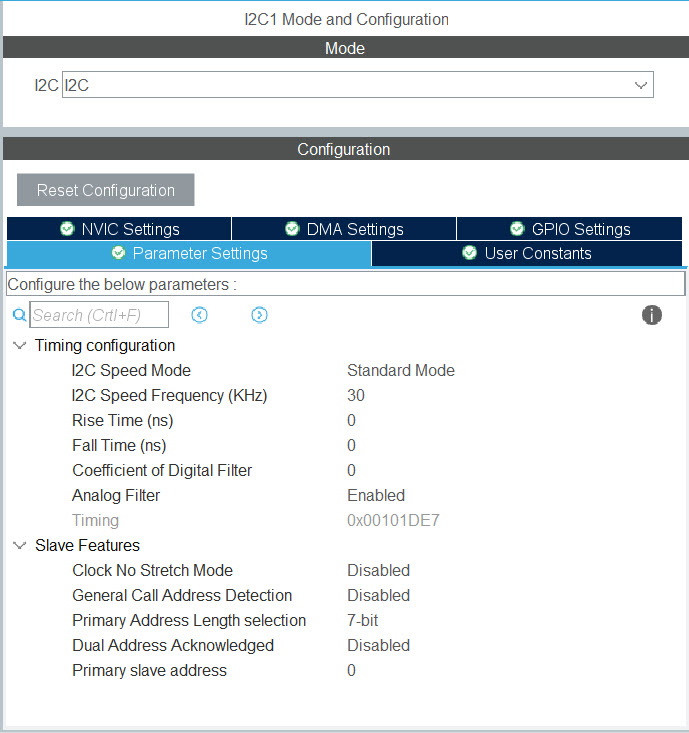 I2C1 Mode and Configuration
Mode
I2C I2C
Configuration
Reset Configuration
NVIC Settings DMA Settings GPIO Settings
Parameter Settings User Constants
Configure the below parameters :
Search (Crtl+F)
Timing configuration
I2C Speed Mode Standard Mode
I2C Speed Frequency (KHz) 30
Rise Time (ns) 0
Fall Time (ns) 0
Coefficient of Digital Filter 0
Analog Filter Enabled
Timing 0x00101DE7
Slave Features
Clock No Stretch Mode Disabled
General Call Address Detection Disabled
Primary Address Length selection 7-bit
Dual Address Acknowledged Disabled
Primary slave address 0